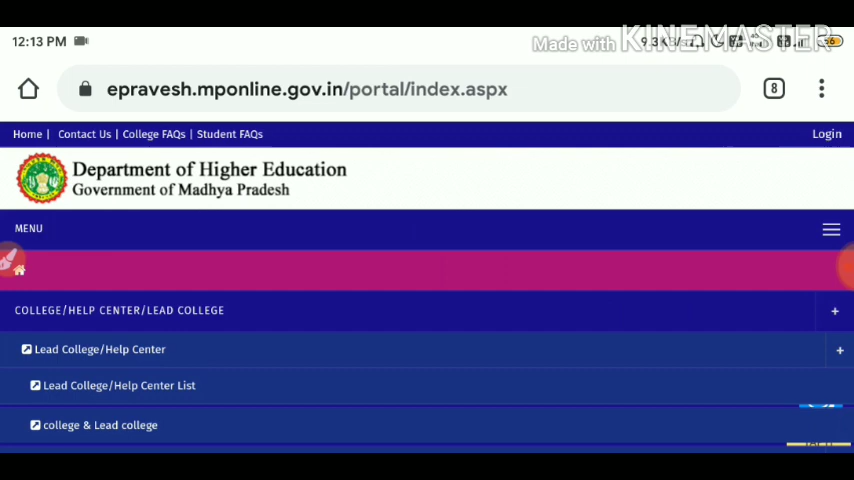 12:13 PM
Made with KINEMASTER
epravesh.mponline.gov.in/portal/index.aspx
8
Home | Contact Us | College FAQs | Student FAQs
Login
Department of Higher Education
Government of Madhya Pradesh
MENU
COLLEGE/HELP CENTER/LEAD COLLEGE +
Lead College/Help Center +
Lead College/Help Center List
college & Lead college